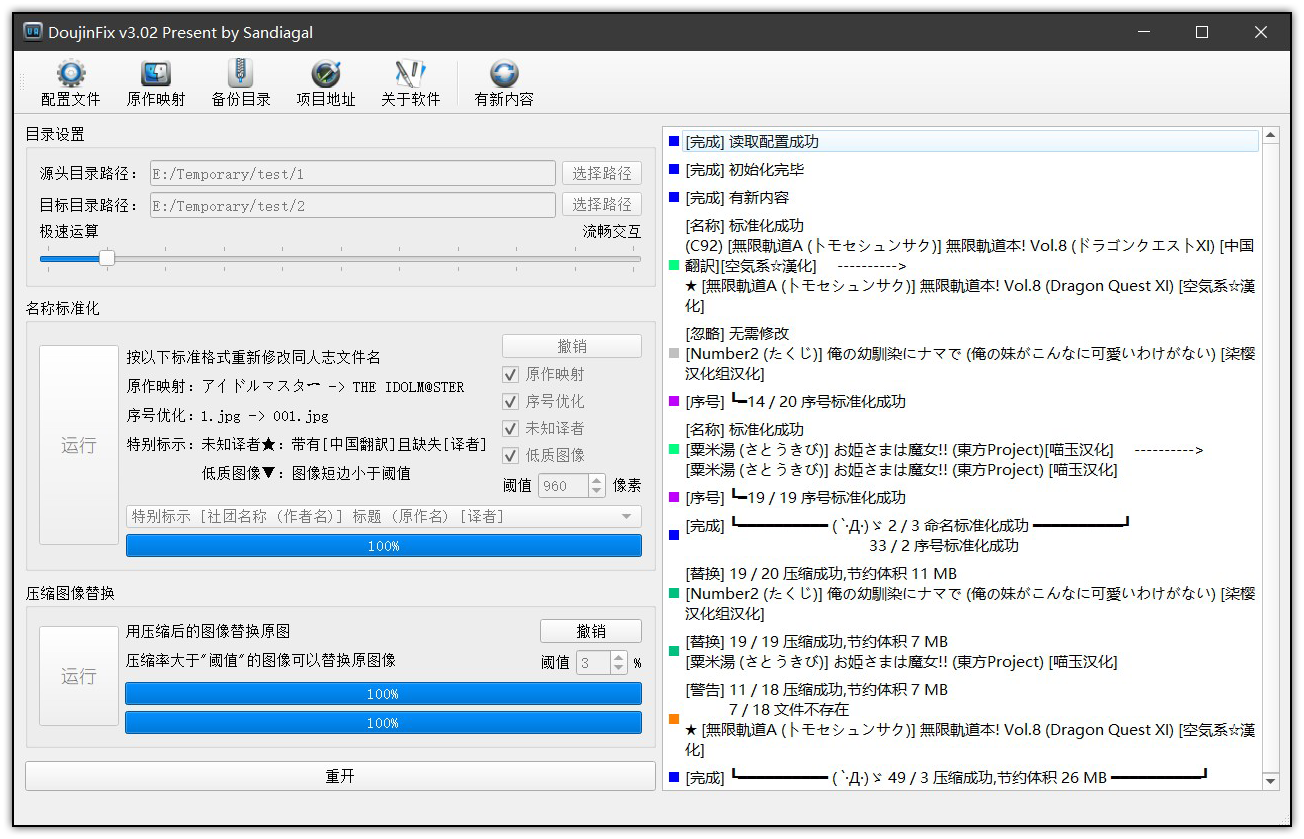 DoujinFix v3.02 Present by Sandiagal
配置文件 原作映射 备份目录 项目地址 关于软件 有新内容
目录设置
源头目录路径： E:/Temporary/test/1 选择路径
目标目录路径： E:/Temporary/test/2 选择路径
极速运算 流畅交互
名称标准化
运行
按以下标准格式重新修改同人志文件名
原作映射：アイドルマスター -> THE IDOLM@STER
序号优化：1.jpg -> 001.jpg
特别标示：未知译者★：带有[中国翻訳]且缺失[译者]
低质图像▼：图像短边小于阈值
撤销
原作映射
序号优化
未知译者
低质图像
阈值 960 像素
特别标示 [社团名称 (作者名)] 标题 (原作名) [译者]
100%
压缩图像替换
运行
用压缩后的图像替换原图
压缩率大于"阈值"的图像可以替换原图像
撤销
阈值 3 %
100%
100%
重开
[完成] 读取配置成功
[完成] 初始化完毕
[完成] 有新内容
[名称] 标准化成功
(C92) [無限軌道A (トモセシュンサク)] 無限軌道本! Vol.8 (ドラゴンクエストXI) [中国
翻訳][空気系☆漢化] ---------->
★ [無限軌道A (トモセシュンサク)] 無限軌道本! Vol.8 (Dragon Quest XI) [空気系☆漢
化]
[忽略] 无需修改
[Number2 (たくじ)] 俺の幼馴染にナマで (俺の妹がこんなに可愛いわけがない) [柒樱
汉化组汉化]
[序号] ┗━14 / 20 序号标准化成功
[名称] 标准化成功
[粟米湯 (さとうきび)] お姫さまは魔女!! (東方Project)[喵玉汉化] ---------->
[粟米湯 (さとうきび)] お姫さまは魔女!! (東方Project) [喵玉汉化]
[序号] ┗━19 / 19 序号标准化成功
[完成] ┗━━━━━━━━━ ( `·Д·)ゞ 2 / 3 命名标准化成功 ━━━━━━━━━┛
33 / 2 序号标准化成功
[替换] 19 / 20 压缩成功,节约体积 11 MB
[Number2 (たくじ)] 俺の幼馴染にナマで (俺の妹がこんなに可愛いわけがない) [柒樱
汉化组汉化]
[替换] 19 / 19 压缩成功,节约体积 7 MB
[粟米湯 (さとうきび)] お姫さまは魔女!! (東方Project) [喵玉汉化]
[警告] 11 / 18 压缩成功,节约体积 7 MB
7 / 18 文件不存在
★ [無限軌道A (トモセシュンサク)] 無限軌道本! Vol.8 (Dragon Quest XI) [空気系☆漢
化]
[完成] ┗━━━━━━━━━ ( `·Д·)ゞ 49 / 3 压缩成功,节约体积 26 MB ━━━━━━━━━┛